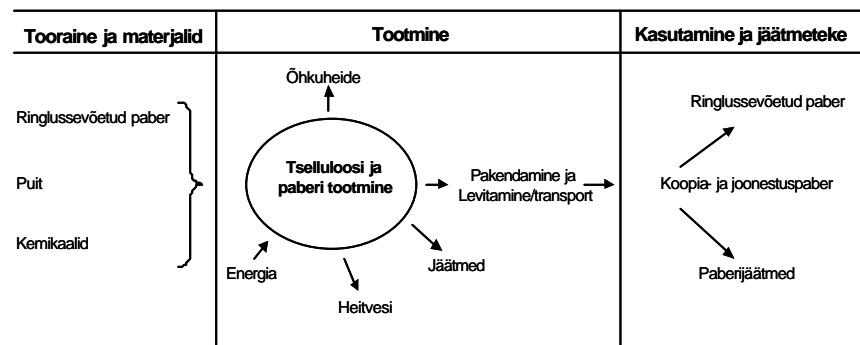 Tooraine ja materjalid
Tootmine
Kasutamine ja jäätmeteke
Ringlussevõetud paber
Puit
Kemikaalid
Õhkuheide
Tselluloosi ja
paberi tootmine
Energia
Heitvesi
Jäätmed
Pakendamine ja
Levitamine/transport
Ringlussevõetud paber
Koopia- ja joonestuspaber
Paberijäätmed